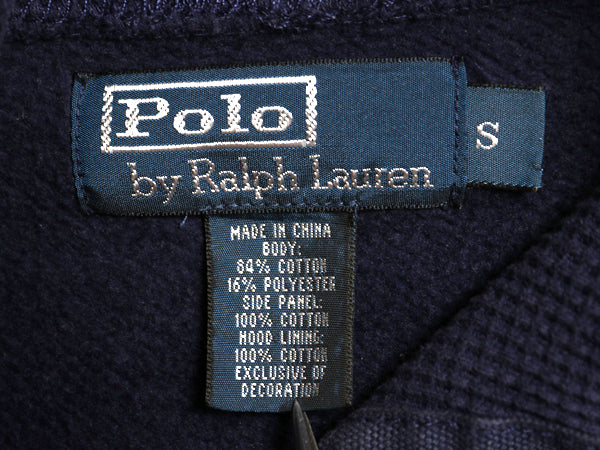 Polo
by Ralph Lauren
S
MADE IN CHINA
BODY:
84% COTTON
16% POLYESTER
SIDE PANEL:
100% COTTON
HOOD LINING:
100% COTTON
EXCLUSIVE OF
DECORATION